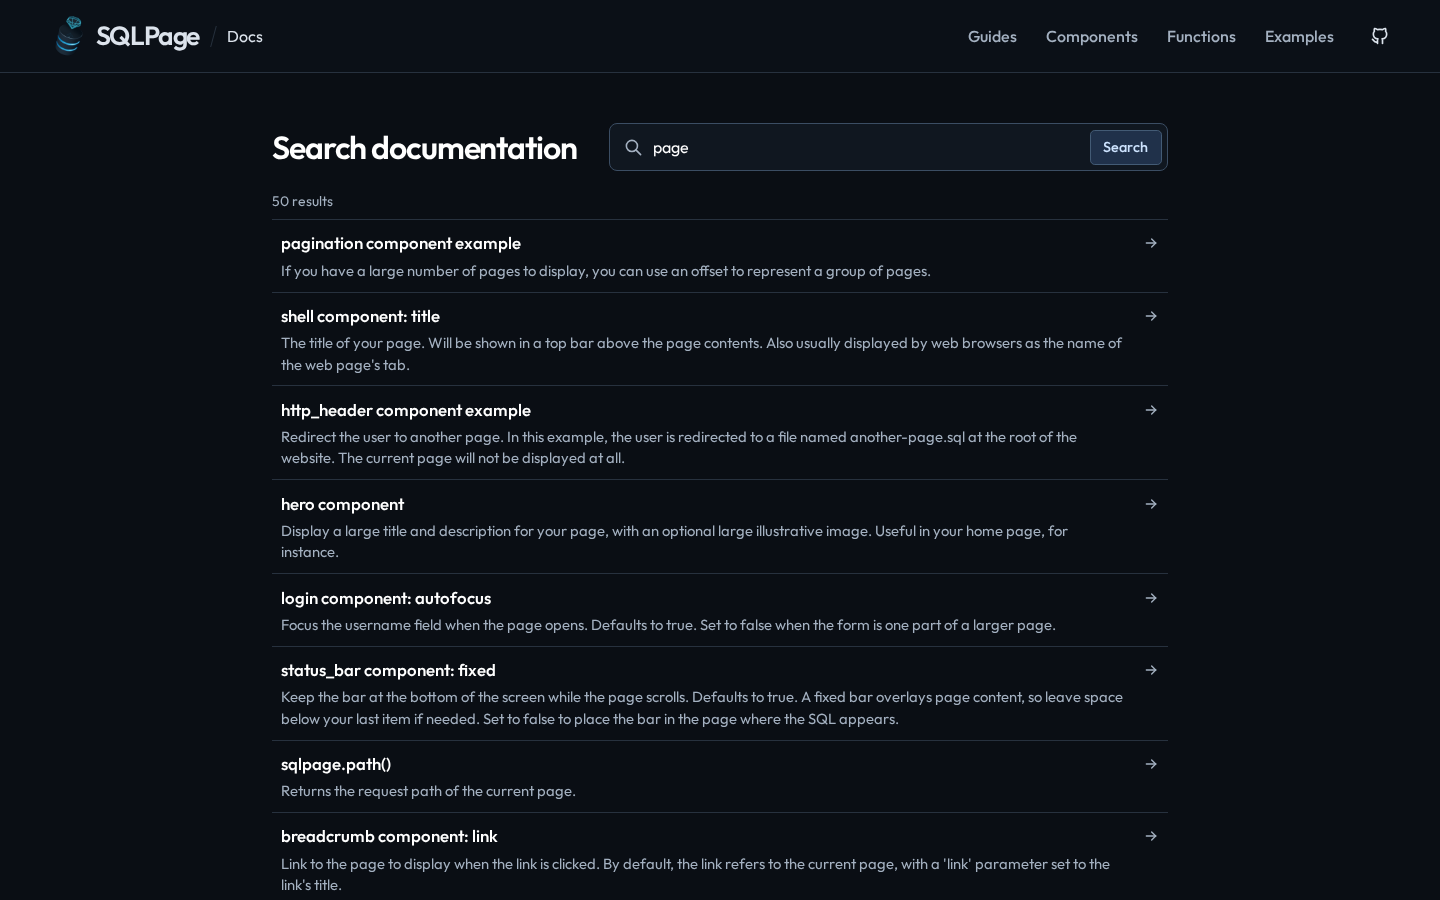 SQLPage / Docs
Guides
Components
Functions
Examples
Search documentation
page
Search
50 results
pagination component example
If you have a large number of pages to display, you can use an offset to represent a group of pages.
shell component: title
The title of your page. Will be shown in a top bar above the page contents. Also usually displayed by web browsers as the name of
the web page's tab.
http_header component example
Redirect the user to another page. In this example, the user is redirected to a file named another-page.sql at the root of the
website. The current page will not be displayed at all.
hero component
Display a large title and description for your page, with an optional large illustrative image. Useful in your home page, for
instance.
login component: autofocus
Focus the username field when the page opens. Defaults to true. Set to false when the form is one part of a larger page.
status_bar component: fixed
Keep the bar at the bottom of the screen while the page scrolls. Defaults to true. A fixed bar overlays page content, so leave space
below your last item if needed. Set to false to place the bar in the page where the SQL appears.
sqlpage.path()
Returns the request path of the current page.
breadcrumb component: link
Link to the page to display when the link is clicked. By default, the link refers to the current page, with a 'link' parameter set to the
link's title.